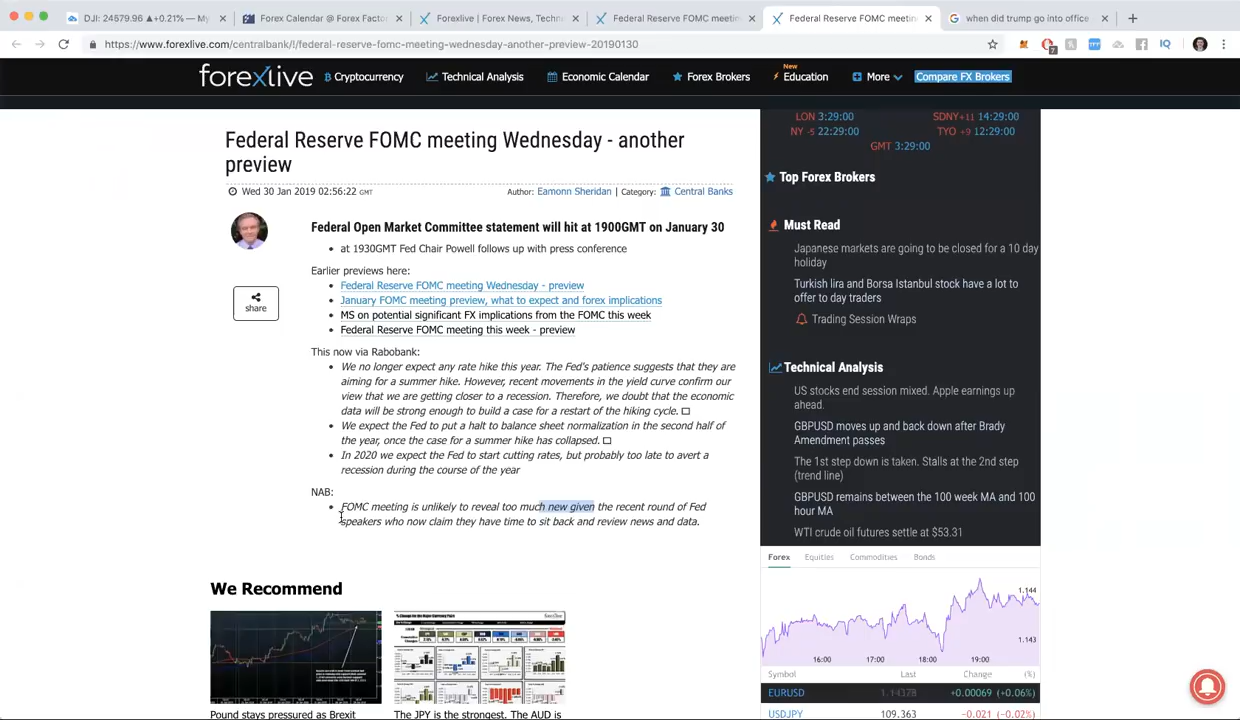 DJI: 24579.96 ▲+0.21% — My
Forex Calendar @ Forex Factor
Forexlive | Forex News, Techn
Federal Reserve FOMC meetin
Federal Reserve FOMC meetin
when did trump go into office
https://www.forexlive.com/centralbank/!/federal-reserve-fomc-meeting-wednesday-another-preview-20190130
7
IQ
forexlive
Cryptocurrency
Technical Analysis
Economic Calendar
Forex Brokers
New
Education
More
Compare FX Brokers
Federal Reserve FOMC meeting Wednesday - another
preview
Wed 30 Jan 2019 02:56:22 GMT
Author: Eamonn Sheridan | Category: Central Banks
share
Federal Open Market Committee statement will hit at 1900GMT on January 30
• at 1930GMT Fed Chair Powell follows up with press conference
Earlier previews here:
• Federal Reserve FOMC meeting Wednesday - preview
• January FOMC meeting preview, what to expect and forex implications
• MS on potential significant FX implications from the FOMC this week
• Federal Reserve FOMC meeting this week - preview
This now via Rabobank:
• We no longer expect any rate hike this year. The Fed's patience suggests that they are
aiming for a summer hike. However, recent movements in the yield curve confirm our
view that we are getting closer to a recession. Therefore, we doubt that the economic
data will be strong enough to build a case for a restart of the hiking cycle.
• We expect the Fed to put a halt to balance sheet normalization in the second half of
the year, once the case for a summer hike has collapsed.
• In 2020 we expect the Fed to start cutting rates, but probably too late to avert a
recession during the course of the year
NAB:
• FOMC meeting is unlikely to reveal too much new given the recent round of Fed
speakers who now claim they have time to sit back and review news and data.
We Recommend
Pound stays pressured as Brexit
The JPY is the strongest. The AUD is
LON 3:29:00
SDNY+11 14:29:00
NY -5 22:29:00
TYO +9 12:29:00
GMT 3:29:00
Top Forex Brokers
Must Read
Japanese markets are going to be closed for a 10 day
holiday
Turkish lira and Borsa Istanbul stock have a lot to
offer to day traders
Trading Session Wraps
Technical Analysis
US stocks end session mixed. Apple earnings up
ahead.
GBPUSD moves up and back down after Brady
Amendment passes
The 1st step down is taken. Stalls at the 2nd step
(trend line)
GBPUSD remains between the 100 week MA and 100
hour MA
WTI crude oil futures settle at $53.31
Forex
Equities
Commodities
Bonds
1.144
1.143
16:00
17:00
18:00
19:00
Symbol
Last
Change
(%)
EURUSD
1.14378
+0.00069
(+0.06%)
USDJPY
109.363
-0.021
(-0.02%)